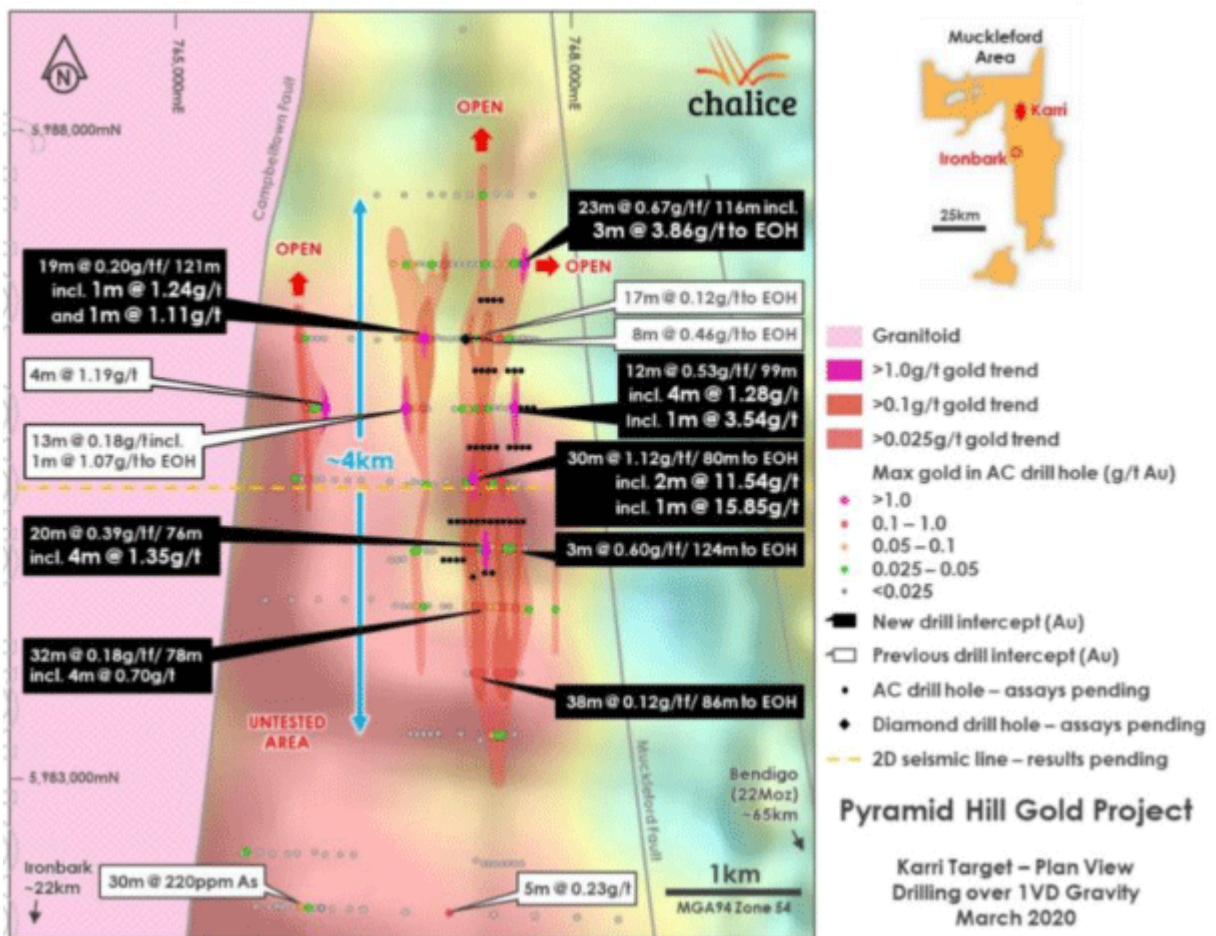 N
765,000mE
768,000mE
chalice
5,988,000mN
Campbelltown Fault
OPEN
OPEN
OPEN
23m @ 0.67g/t f/ 116m incl.
3m @ 3.86g/t to EOH
19m @ 0.20g/t f/ 121m
incl. 1m @ 1.24g/t
and 1m @ 1.11g/t
17m @ 0.12g/t to EOH
8m @ 0.46g/t to EOH
4m @ 1.19g/t
12m @ 0.53g/t f/ 99m
incl. 4m @ 1.28g/t
Incl. 1m @ 3.54g/t
13m @ 0.18g/t incl.
1m @ 1.07g/t to EOH
~4km
30m @ 1.12g/t f/ 80m to EOH
incl. 2m @ 11.54g/t
incl. 1m @ 15.85g/t
20m @ 0.39g/t f/ 76m
incl. 4m @ 1.35g/t
3m @ 0.60g/t f/ 124m to EOH
32m @ 0.18g/t f/ 78m
incl. 4m @ 0.70g/t
38m @ 0.12g/t f/ 86m to EOH
UNTESTED
AREA
5,983,000mN
Muckleford Fault
Bendigo
(22Moz)
~65km
Ironbark
~22km
30m @ 220ppm As
5m @ 0.23g/t
1km
MGA94 Zone 54
Muckleford
Area
Karri
Ironbark
25km
Granitoid
>1.0g/t gold trend
>0.1g/t gold trend
>0.025g/t gold trend
Max gold in AC drill hole (g/t Au)
>1.0
0.1 – 1.0
0.05 – 0.1
0.025 – 0.05
<0.025
New drill intercept (Au)
Previous drill intercept (Au)
AC drill hole – assays pending
Diamond drill hole – assays pending
2D seismic line – results pending
Pyramid Hill Gold Project
Karri Target – Plan View
Drilling over 1VD Gravity
March 2020